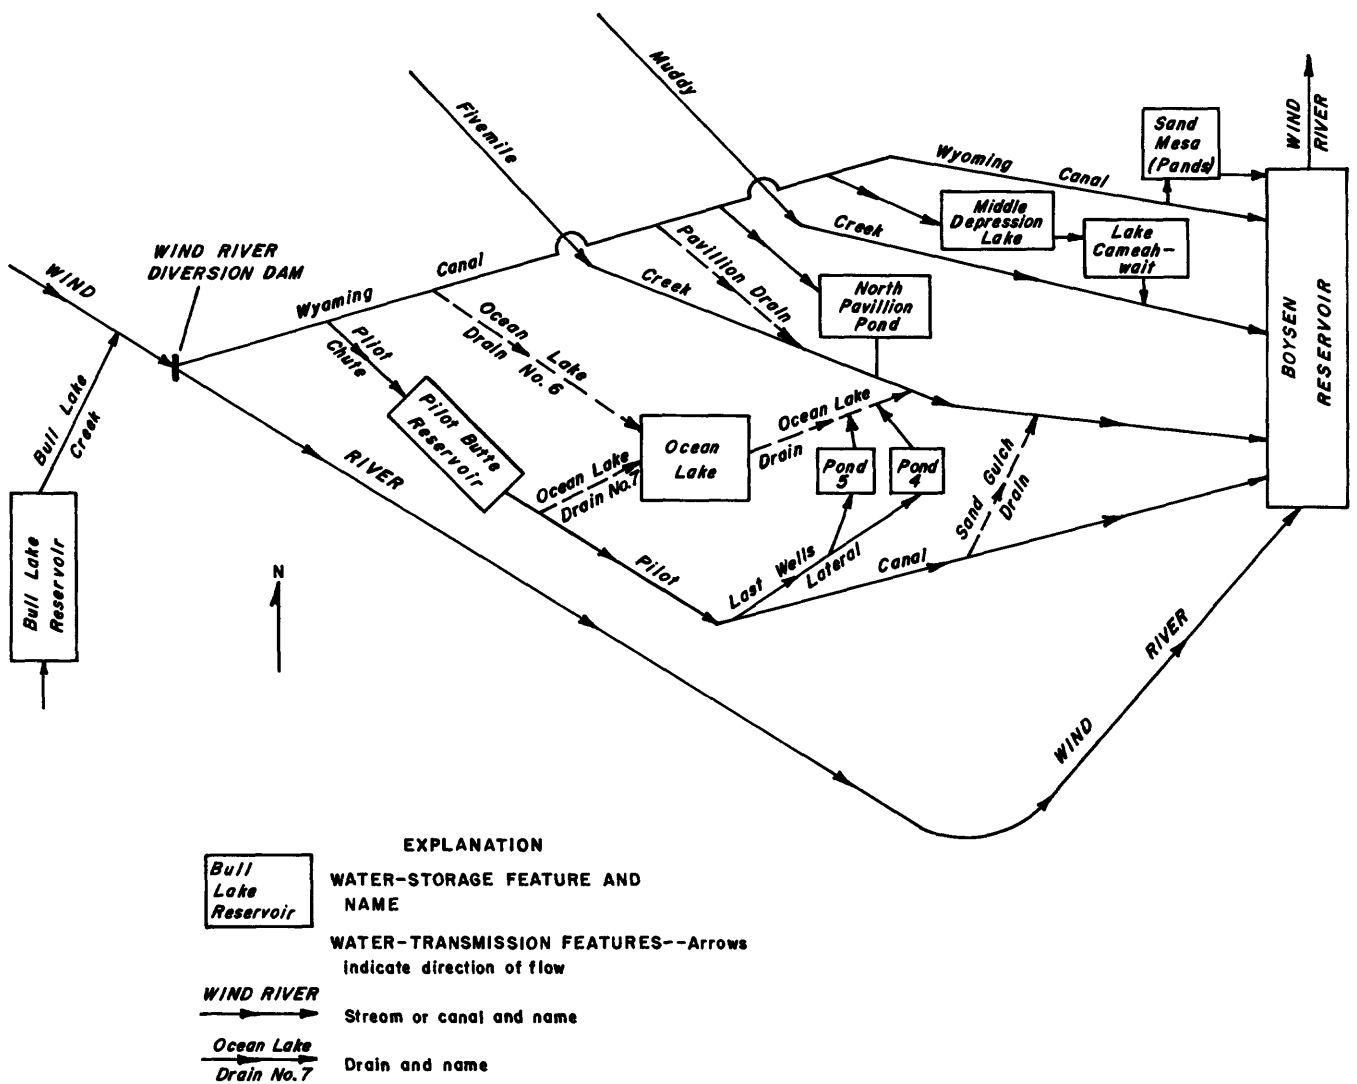 Muddy
Fivemile
WIND
RIVER
Sand
Mesa
(Pands)
Wyoming
Canal
Middle
Depression
Lake
Lake
Cameah-
wait
Creek
WIND RIVER
DIVERSION DAM
WIND
Canal
Wyoming
Pavillion Drain
Creek
North
Pavillion
Pond
BOYSEN
RESERVOIR
Pilot
Chute
Ocean Lake
Drain No. 6
Bull Lake
Creek
Pilot Butte
Reservoir
Ocean Lake
Drain
Ocean
Lake
Ocean Lake
Drain No. 7
Pond
5
Pond
4
Sand Gulch
Drain
RIVER
Bull Lake
Reservoir
N
Pilot
Last Wells
Lateral
Canal
RIVER
WIND
EXPLANATION
Bull
Lake
Reservoir
WATER-STORAGE FEATURE AND
NAME
WATER-TRANSMISSION FEATURES--Arrows
indicate direction of flow
WIND RIVER
Stream or canal and name
Ocean Lake
Drain No. 7
Drain and name